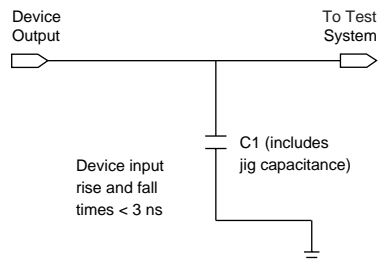 Device
Output
To Test
System
C1 (includes
jig capacitance)
Device input
rise and fall
times < 3 ns